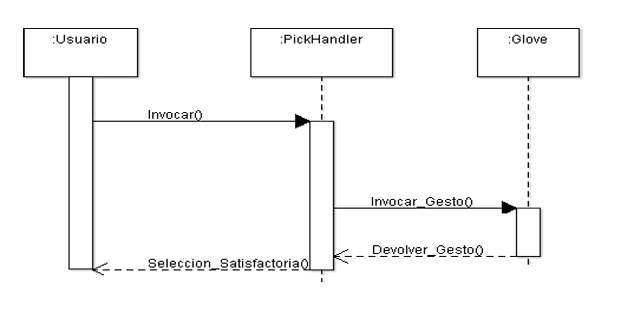 :Usuario
:PickHandler
:Glove
Invocar()
Invocar_Gesto()
Devolver_Gesto()
Seleccion_Satisfactoria()